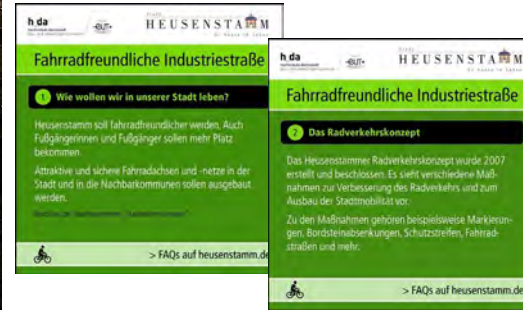 h da
·eut+
Stadt
HEUSENSTAMM
Fahrradfreundliche Industriestraße
1 Wie wollen wir in unserer Stadt leben?
Heusenstamm soll fahrradfreundlicher werden. Auch
Fußgängerinnen und Fußgänger sollen mehr Platz
bekommen.
Attraktive und sichere Fahrradachsen und -netze in der
Stadt und in die Nachbarkommunen sollen ausgebaut
werden.
> FAQs auf heusenstamm.de
h da
·eut+
HEUSENSTAMM
Fahrradfreundliche Industriestraße
2 Das Radverkehrskonzept
Das Heusenstammer Radverkehrskonzept wurde 2007
erstellt und beschlossen. Es sieht verschiedene Maß-
nahmen zur Verbesserung des Radverkehrs und zum
Ausbau der Stadtmobilität vor.
Zu den Maßnahmen gehören beispielsweise Markierun-
gen, Bordsteinabsenkungen, Schutzstreifen, Fahrrad-
straßen und mehr.
> FAQs auf heusenstamm.de